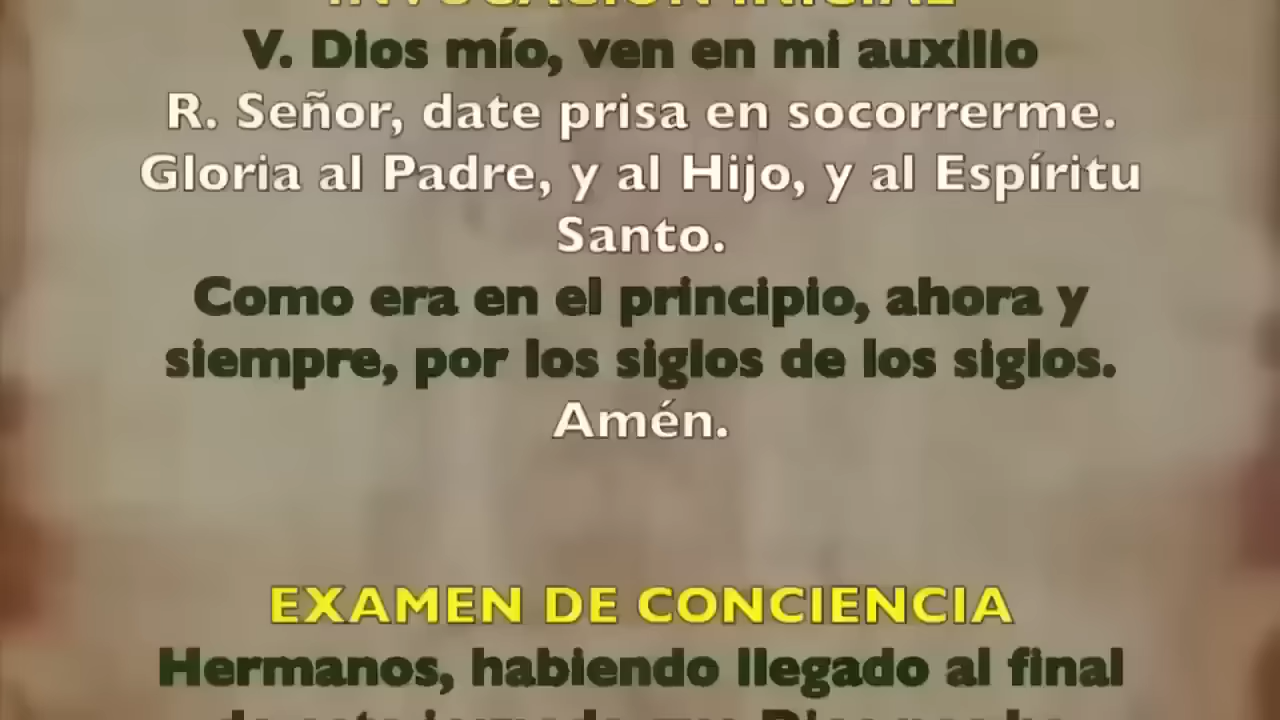 INVOCACIÓN INICIAL
V. Dios mío, ven en mi auxilio
R. Señor, date prisa en socorrerme.
Gloria al Padre, y al Hijo, y al Espíritu
Santo.
Como era en el principio, ahora y
siempre, por los siglos de los siglos.
Amén.
EXAMEN DE CONCIENCIA
Hermanos, habiendo llegado al final